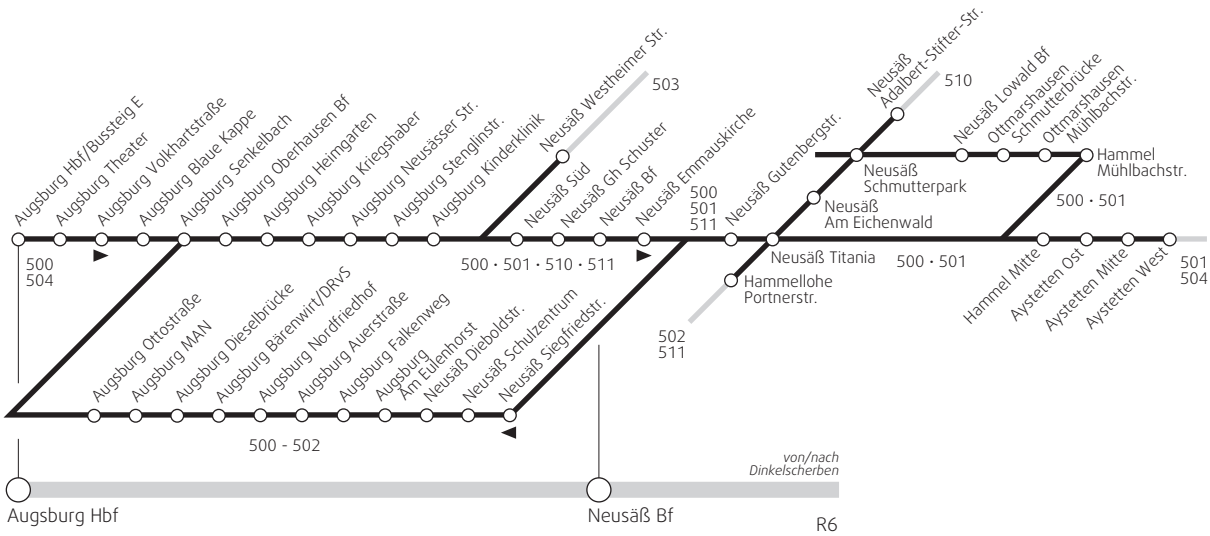 Augsburg Hbf/Bussteig E
Augsburg Theater
Augsburg Volkhartstraße
Augsburg Blaue Kappe
Augsburg Senkelbach
Augsburg Oberhausen Bf
Augsburg Heimgarten
Augsburg Kriegshaber
Augsburg Neusässer Str.
Augsburg Stenglinstr.
Augsburg Kinderklinik
Neusäß Westheimer Str.
503
Neusäß Süd
Neusäß Gh Schuster
Neusäß Bf
Neusäß Emmauskirche
500
501
511
Neusäß Gutenbergstr.
Neusäß
Adalbert-Stifter-Str.
510
Neusäß Lowald Bf
Ottmarshausen
Schmutterbrücke
Ottmarshausen
Mühlbachstr.
Hammel
Mühlbachstr.
Neusäß
Schmutterpark
500 · 501
Neusäß
Am Eichenwald
500
504
500 · 501 · 510 · 511
Neusäß Titania
500 · 501
Hammel Mitte
Aystetten Ost
Aystetten Mitte
Aystetten West
501
504
Hammellohe
Portnerstr.
502
511
Augsburg Ottostraße
Augsburg MAN
Augsburg Dieselbrücke
Augsburg Bärenwirt/DRvS
Augsburg Nordfriedhof
Augsburg Auerstraße
Augsburg Falkenweg
Augsburg
Am Eulenhorst
Neusäß Dieboldstr.
Neusäß Schulzentrum
Neusäß Siegfriedstr.
500 - 502
von/nach
Dinkelscherben
Augsburg Hbf
Neusäß Bf
R6